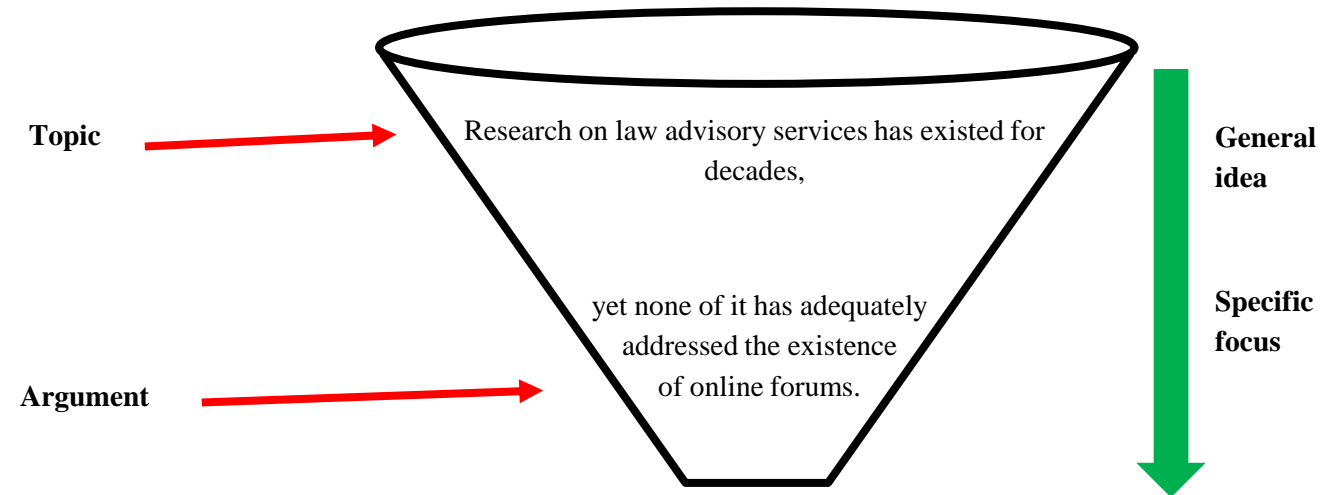 Topic
Research on law advisory services has existed for
decades,
General
idea
yet none of it has adequately
addressed the existence
of online forums.
Specific
focus
Argument